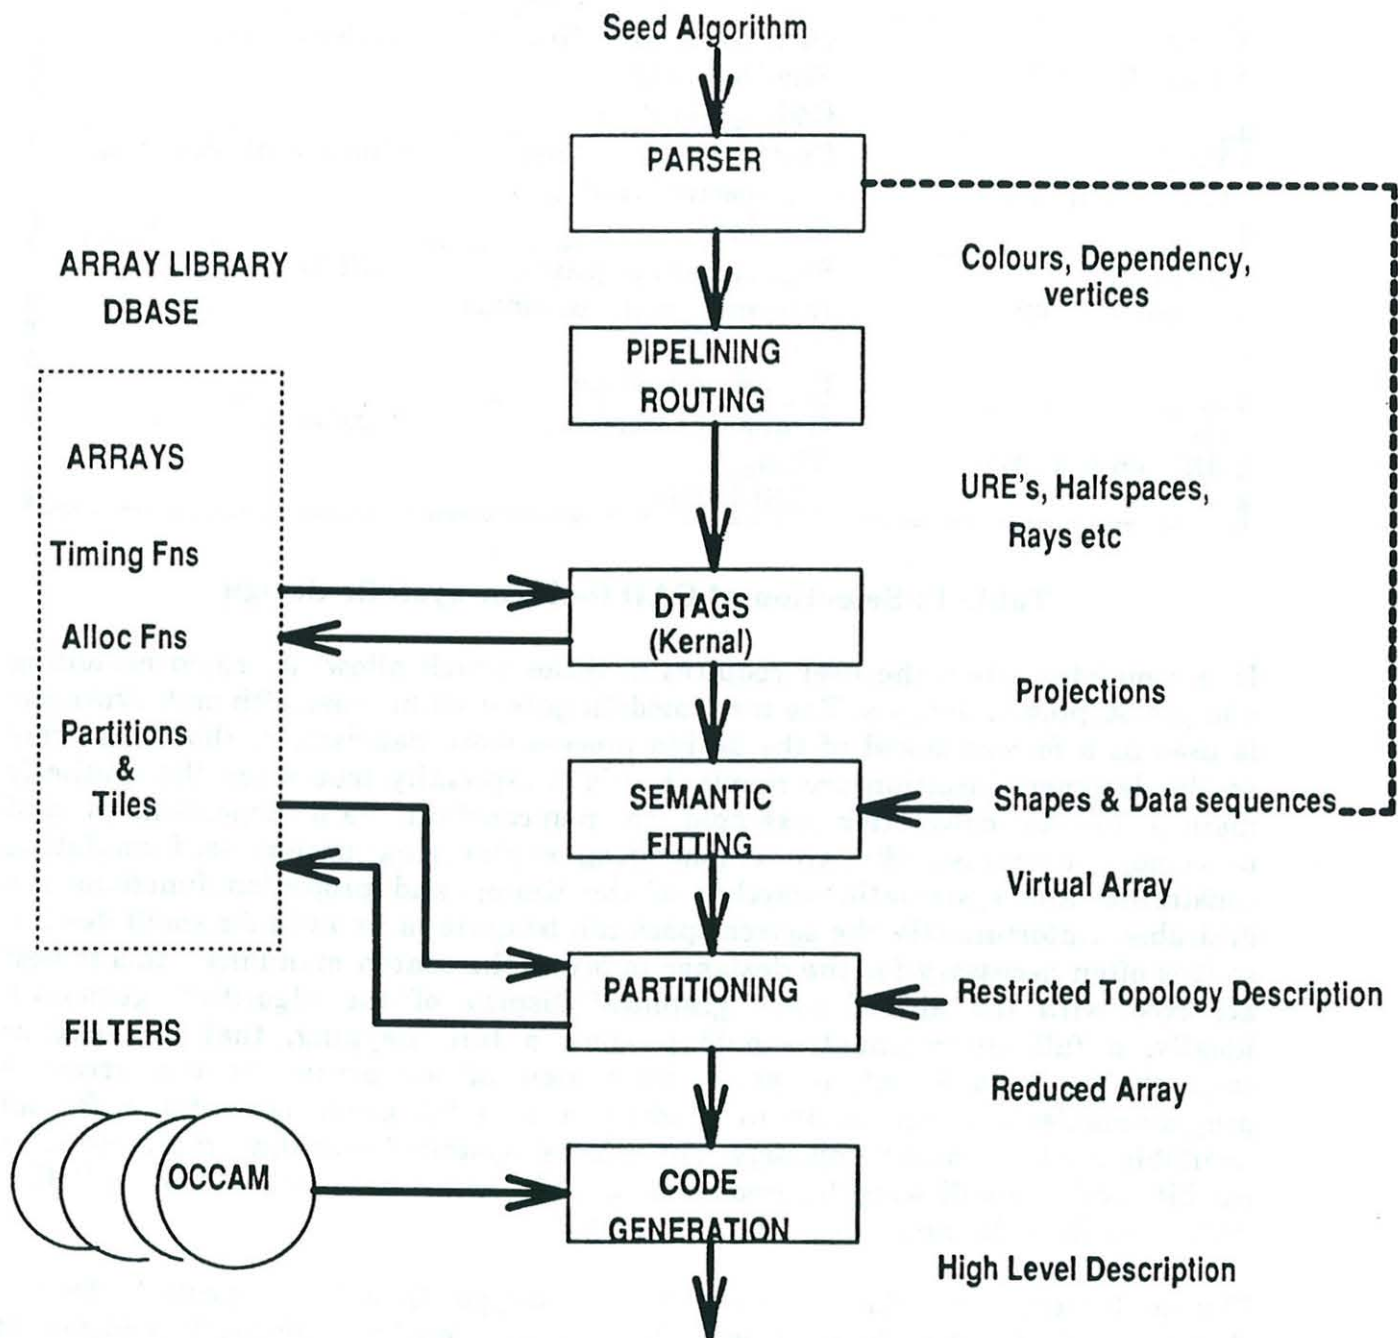 Seed Algorithm
PARSER
Colours, Dependency,
vertices
ARRAY LIBRARY
DBASE
PIPELINING
ROUTING
ARRAYS
URE's, Halfspaces,
Rays etc
Timing Fns
DTAGS
(Kernal)
Alloc Fns
Projections
Partitions
&
Tiles
SEMANTIC
FITTING
Shapes & Data sequences
Virtual Array
PARTITIONING
Restricted Topology Description
FILTERS
Reduced Array
OCCAM
CODE
GENERATION
High Level Description